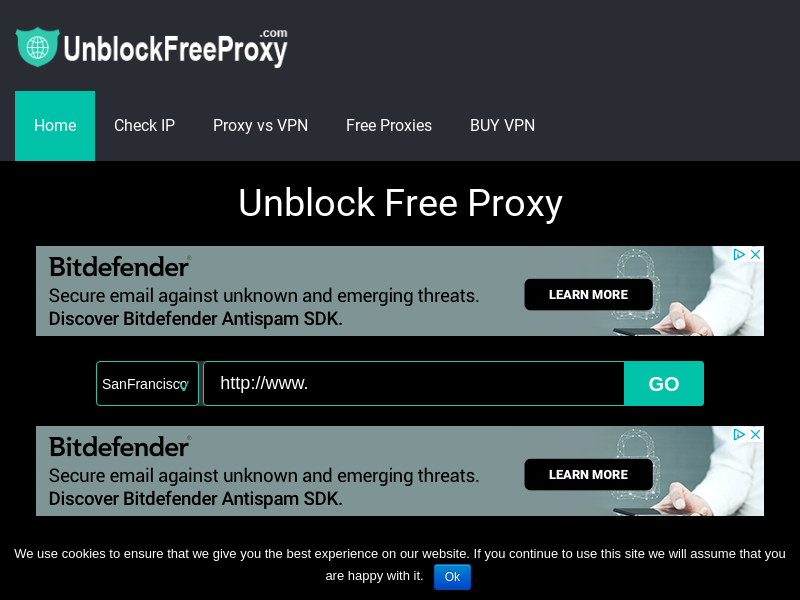 UnblockFreeProxy.com
Home Check IP Proxy vs VPN Free Proxies BUY VPN
Unblock Free Proxy
Bitdefender®
Secure email against unknown and emerging threats.
Discover Bitdefender Antispam SDK.
LEARN MORE
SanFrancisco http://www. GO
Bitdefender®
Secure email against unknown and emerging threats.
Discover Bitdefender Antispam SDK.
LEARN MORE
We use cookies to ensure that we give you the best experience on our website. If you continue to use this site we will assume that you
are happy with it. Ok